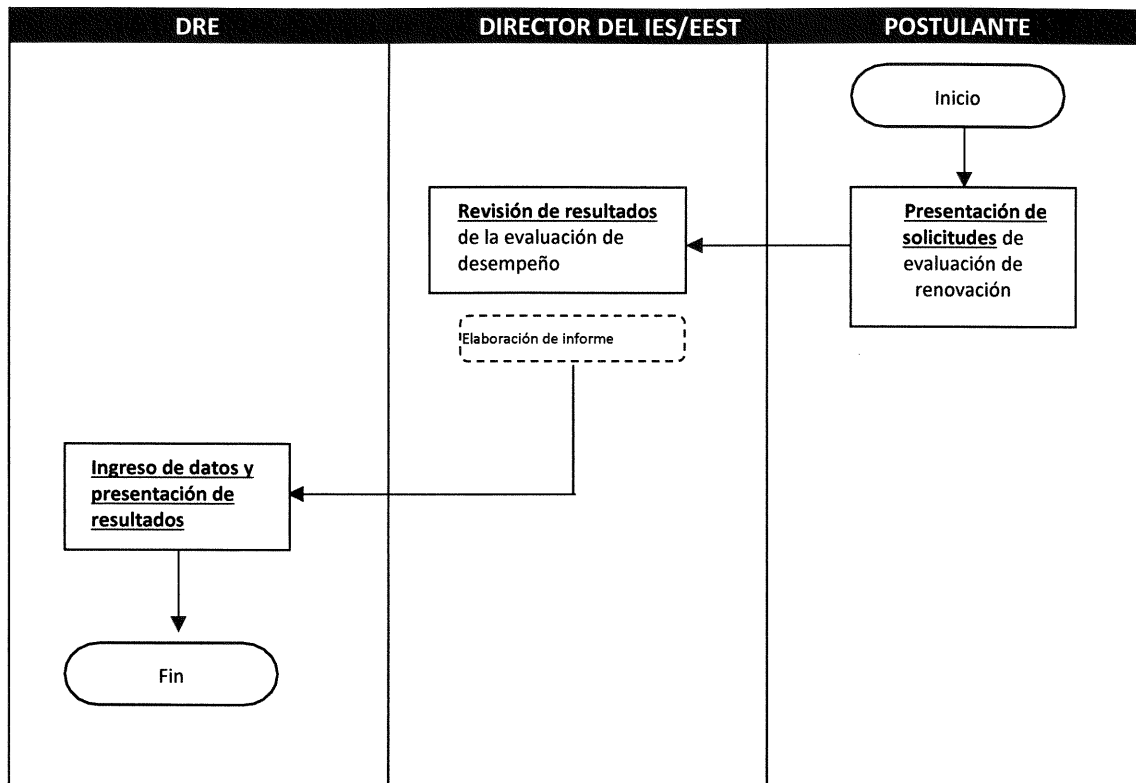 DRE
DIRECTOR DEL IES/EEST
POSTULANTE
Inicio
Presentación de
solicitudes de
evaluación de
renovación
Revisión de resultados
de la evaluación de
desempeño
Elaboración de informe
Ingreso de datos y
presentación de
resultados
Fin